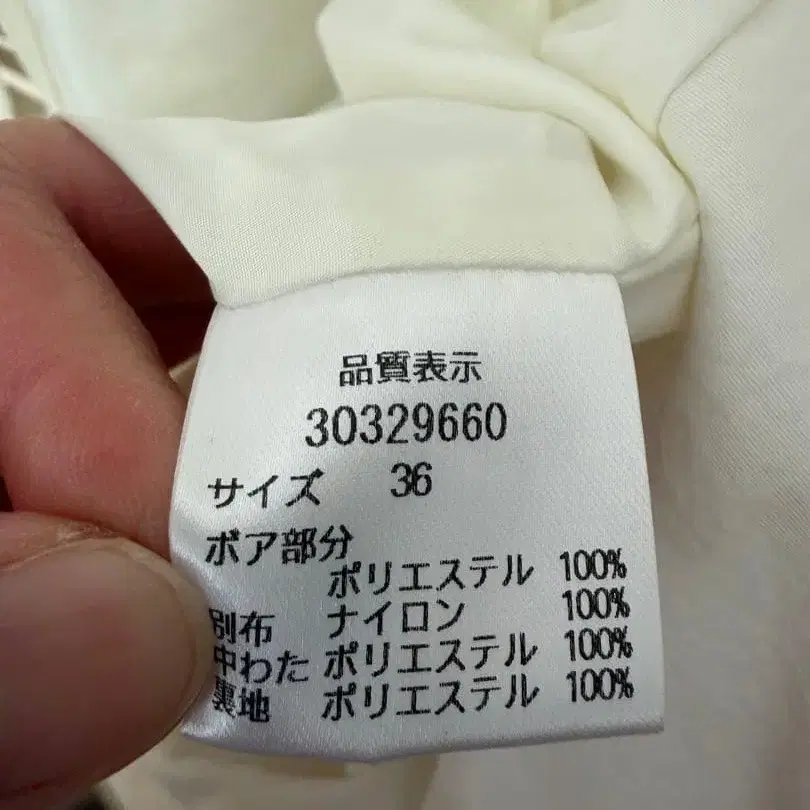 品質表示
30329660
サイズ 36
ボア部分
ポリエステル 100%
別布 ナイロン 100%
中わた ポリエステル 100%
裏地 ポリエステル 100%